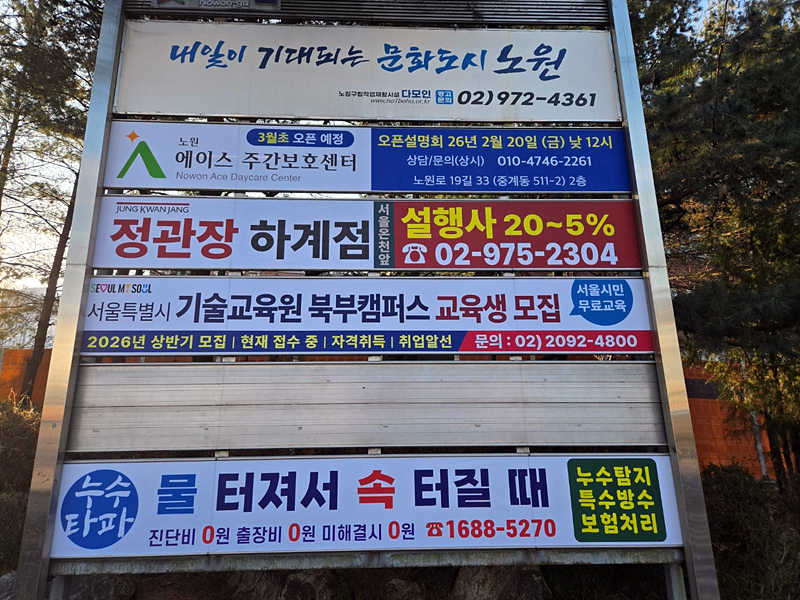 Nowon-gu
내일이 기대되는 문화도시 노원
노원구립직업재활시설 다모인 광고문의 02)972-4361
www.no1boho.or.kr
노원 3월초 오픈 예정
에이스 주간보호센터
Nowon Ace Daycare Center
오픈설명회 26년 2월 20일 (금) 낮 12시
상담/문의(상시) 010-4746-2261
노원로 19길 33 (중계동 511-2) 2층
JUNG KWAN JANG
정관장 하계점
서울온천앞
설행사 20~5%
☎ 02-975-2304
SEOUL MY SOUL
서울특별시 기술교육원 북부캠퍼스 교육생 모집
서울시민
무료교육
2026년 상반기 모집 | 현재 접수 중 | 자격취득 | 취업알선 문의 : 02) 2092-4800
누수
타파
물 터져서 속 터질 때
진단비 0원 출장비 0원 미해결시 0원 ☎1688-5270
누수탐지
특수방수
보험처리